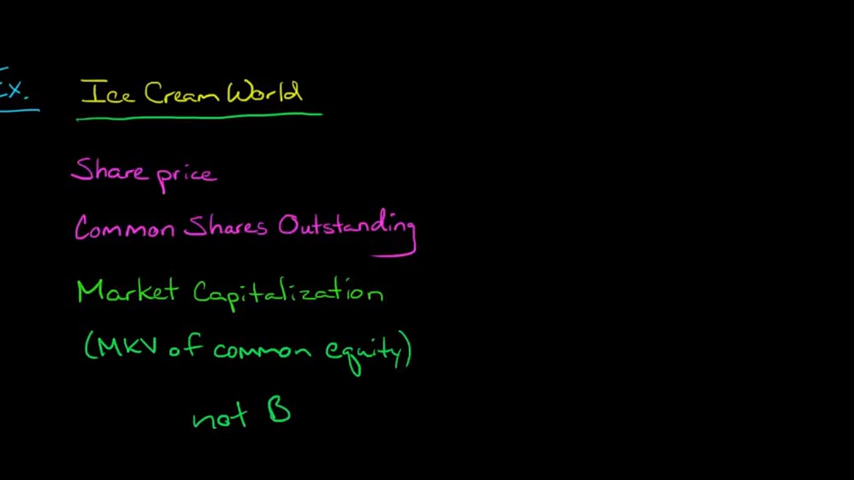 Ex. Ice Cream World
Share price
Common Shares Outstanding
Market Capitalization
(MKV of common equity)
not B